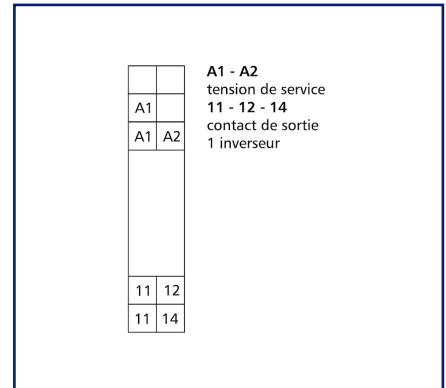 A1 - A2
tension de service
11 - 12 - 14
contact de sortie
1 inverseur
A1
A1 A2
11 12
11 14